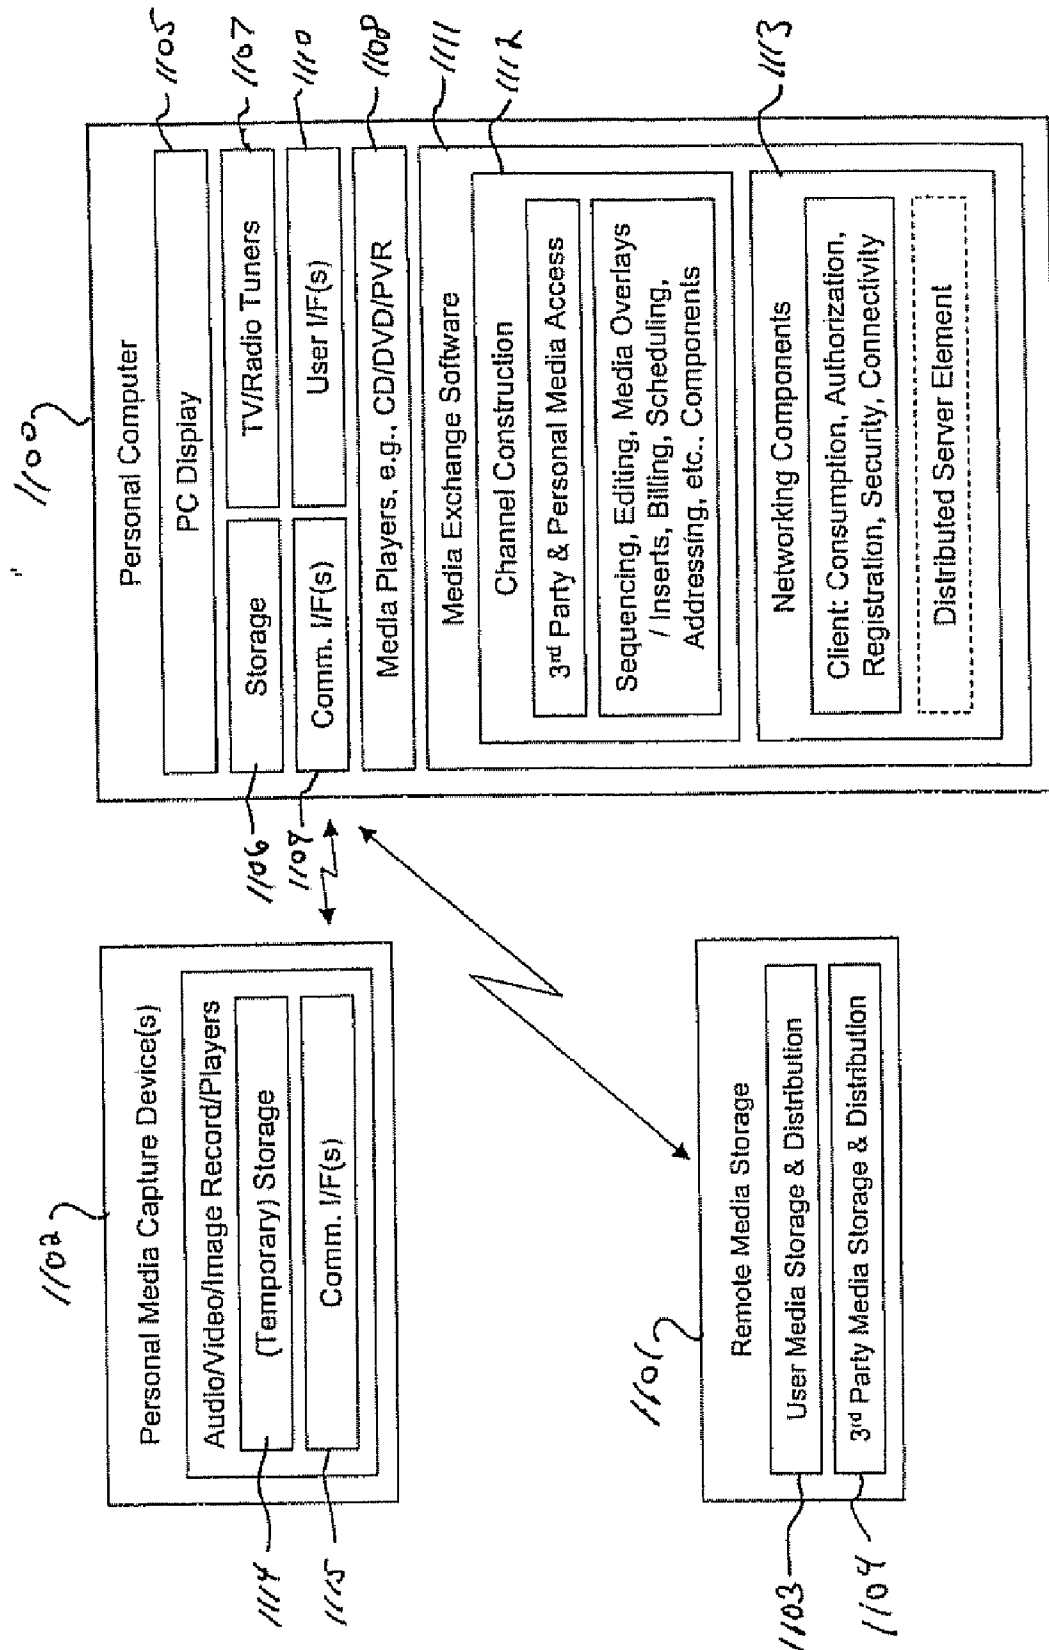 1102
Personal Media Capture Device(s)
Audio/Video/Image Record/Players
(Temporary) Storage
Comm. I/F(s)
1114
1115
1101
Remote Media Storage
User Media Storage & Distribution
3rd Party Media Storage & Distribution
1103
1104
1100
Personal Computer
PC Display
1105
Storage
TV/Radio Tuners
1106
1107
Comm. I/F(s)
User I/F(s)
1109
1110
Media Players, e.g., CD/DVD/PVR
1108
Media Exchange Software
1111
Channel Construction
1112
3rd Party & Personal Media Access
Sequencing, Editing, Media Overlays
/ Inserts, Billing, Scheduling,
Addressing, etc., Components
Networking Components
1113
Client: Consumption, Authorization,
Registration, Security, Connectivity
Distributed Server Element